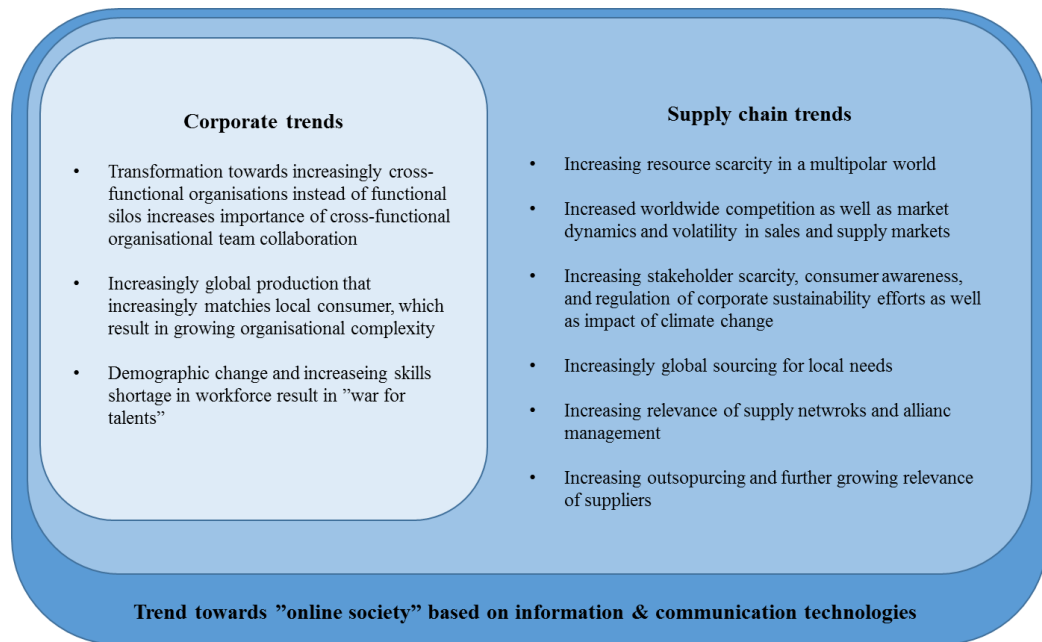 Corporate trends
• Transformation towards increasingly cross-
functional organisations instead of functional
silos increases importance of cross-functional
organisational team collaboration
• Increasingly global production that
increasingly matchies local consumer, which
result in growing organisational complexity
• Demographic change and increaseing skills
shortage in workforce result in ”war for
talents”
Supply chain trends
• Increasing resource scarcity in a multipolar world
• Increased worldwide competition as well as market
dynamics and volatility in sales and supply markets
• Increasing stakeholder scarcity, consumer awareness,
and regulation of corporate sustainability efforts as well
as impact of climate change
• Increasingly global sourcing for local needs
• Increasing relevance of supply netwroks and allianc
management
• Increasing outsopurcing and further growing relevance
of suppliers
Trend towards ”online society” based on information & communication technologies